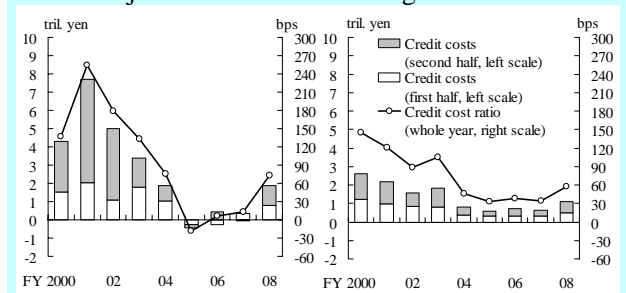 tril. yen bps
10 300
9 270
8 240
7 210
6 180
5 150
4 120
3 90
2 60
1 30
0 0
-1 -30
-2 -60
FY 2000 02 04 06 08
tril. yen bps
10 300
9 270
8 240
7 210
6 180
5 150
4 120
3 90
2 60
1 30
0 0
-1 -30
-2 -60
Credit costs
(second half, left scale)
Credit costs
(first half, left scale)
Credit cost ratio
(whole year, right scale)
FY 2000 02 04 06 08